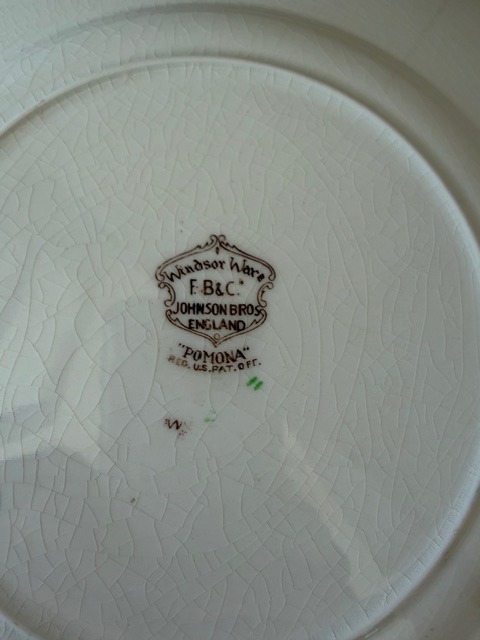 Windsor Ware
F. B & C.º
JOHNSON BROS
ENGLAND
"POMONA"
REG. U.S. PAT. OFF.
W